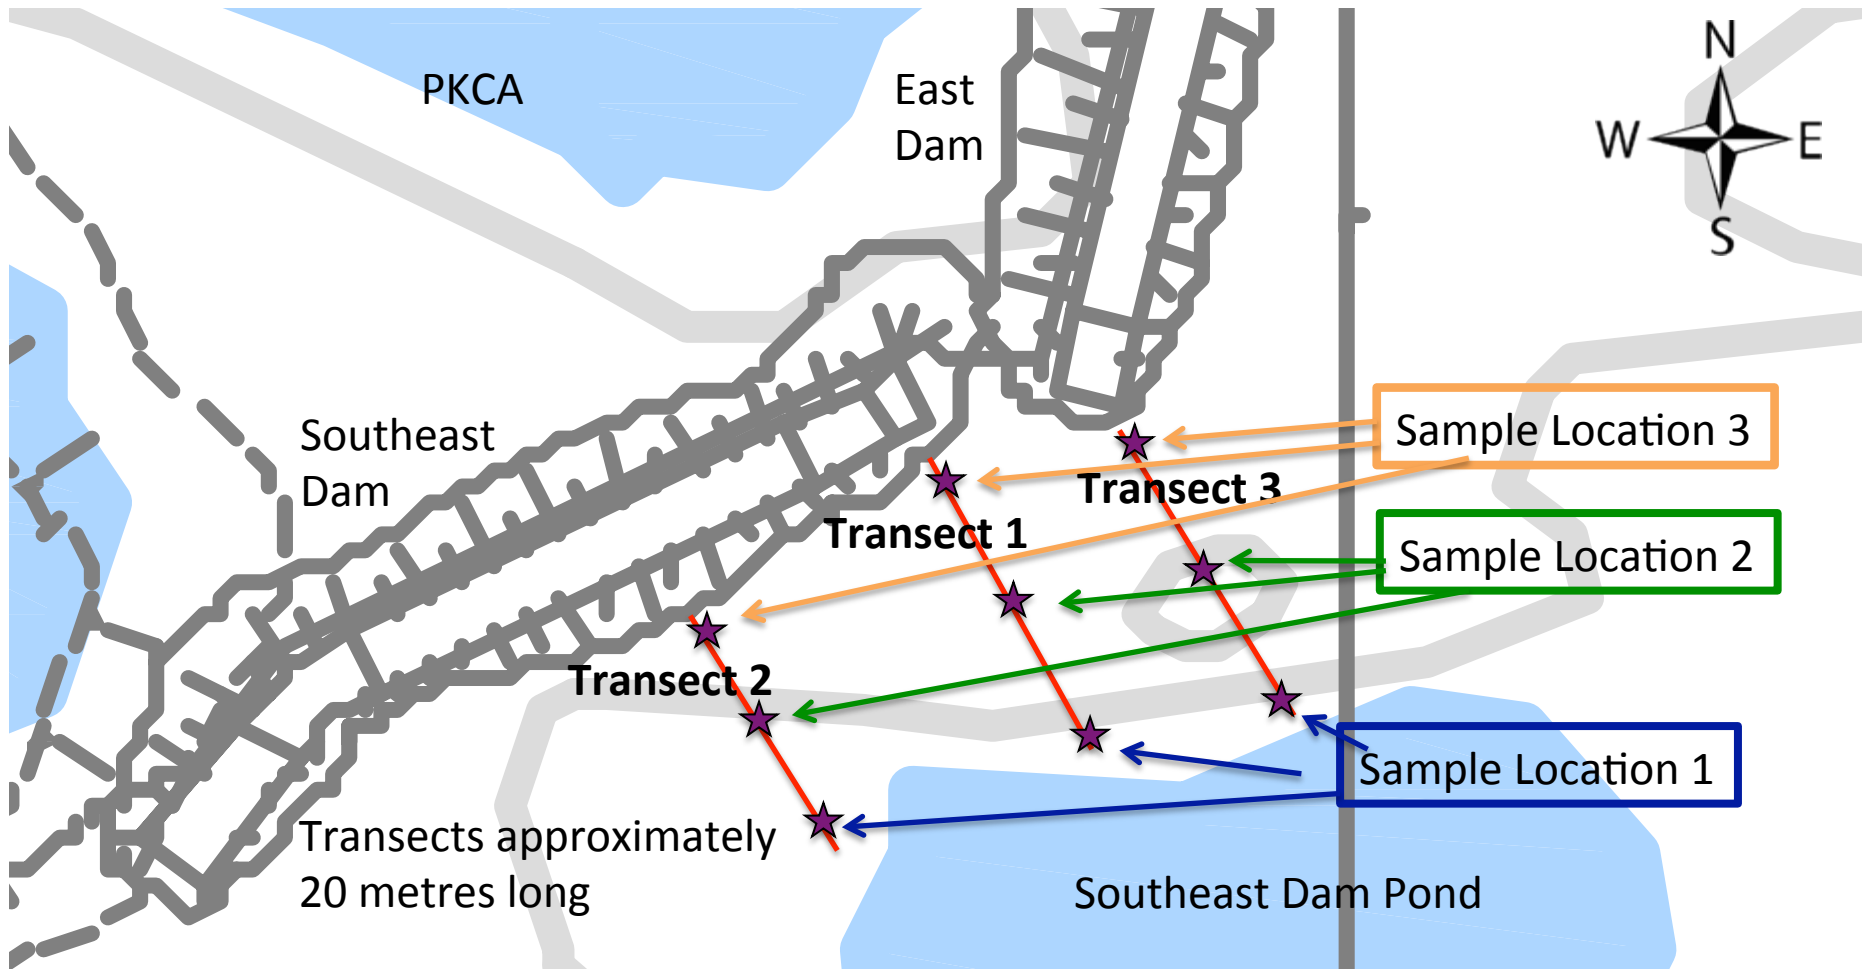 N
PKCA
East
Dam
W
E
S
Southeast
Dam
Sample Location 3
Transect 3
Transect 1
Sample Location 2
Transect 2
Sample Location 1
Transects approximately
20 metres long
Southeast Dam Pond